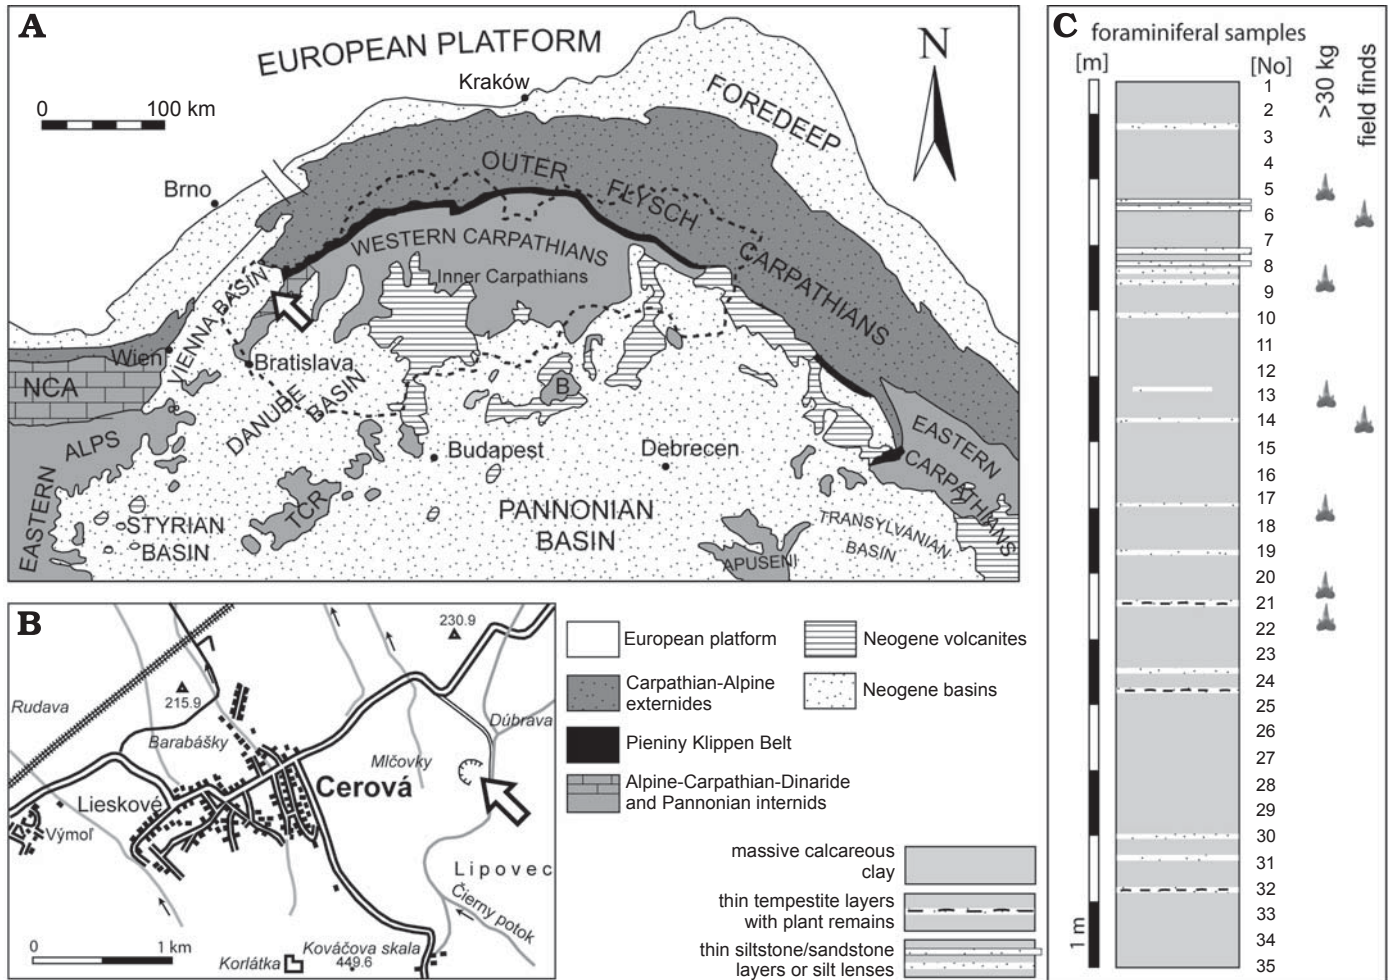 A
EUROPEAN PLATFORM
N
Kraków
0 100 km
FOREDEEP
OUTER
FLYSCH
CARPATHIANS
Brno
WESTERN CARPATHIANS
Inner Carpathians
VIENNA BASIN
Wien
Bratislava
NCA
DANUBE
BASIN
B
ALPS
EASTERN
Budapest
Debrecen
EASTERN
CARPATHIANS
TCR
PANNONIAN
BASIN
STYRIAN
BASIN
TRANSYLVANIAN
BASIN
APUSENI
B
230.9
215.9
Rudava
Dúbrava
Barabášky
Mlčovky
Cerová
Lieskové
Výmoľ
Lipovec
Čierny potok
0 1 km
Kováčova skala
Korlátka
449.6
European platform
Carpathian-Alpine
externides
Pieniny Klippen Belt
Alpine-Carpathian-Dinaride
and Pannonian internids
Neogene volcanites
Neogene basins
massive calcareous
clay
thin tempestite layers
with plant remains
thin siltstone/sandstone
layers or silt lenses
C
foraminiferal samples
[m]
[No]
>30 kg
field finds
1
2
3
4
5
6
7
8
9
10
11
12
13
14
15
16
17
18
19
20
21
22
23
24
25
26
27
28
29
30
31
32
33
34
35
1 m